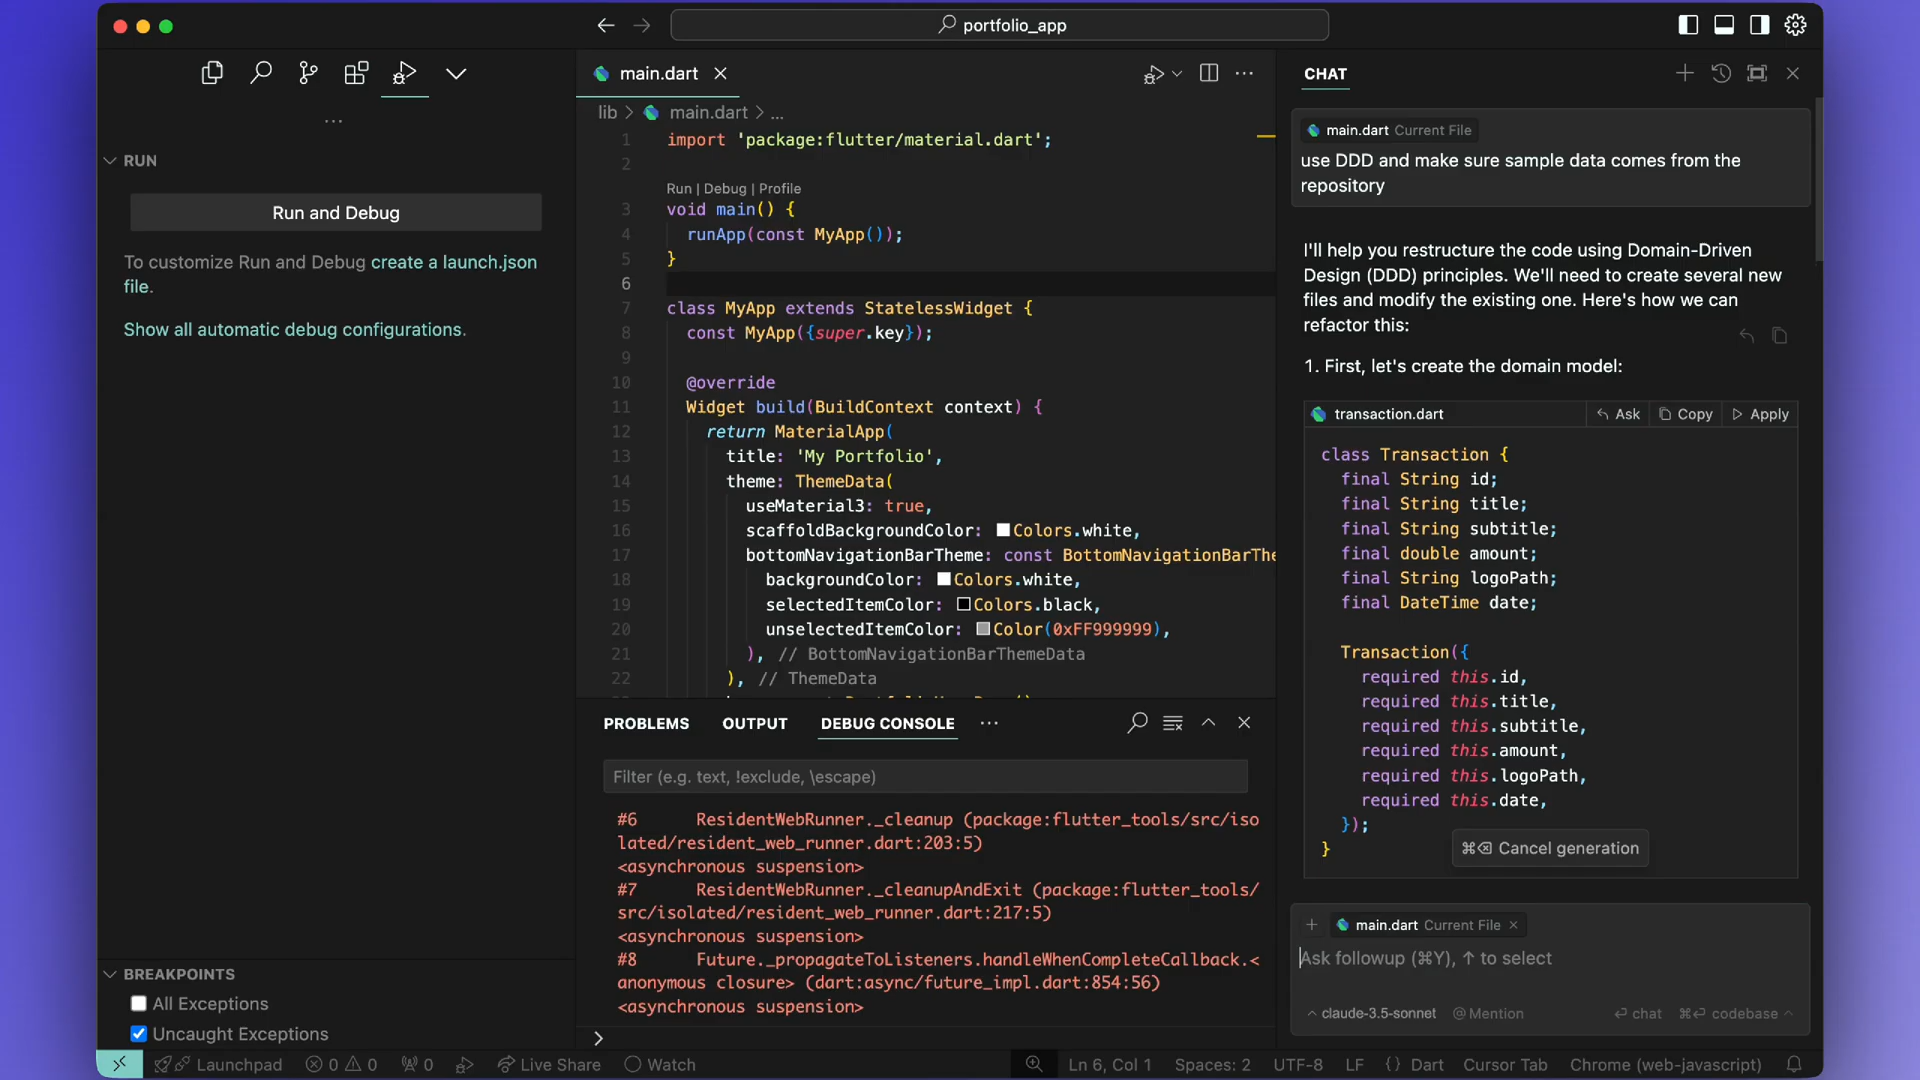 portfolio_app
RUN
Run and Debug
To customize Run and Debug create a launch.json
file.
Show all automatic debug configurations.
BREAKPOINTS
All Exceptions
Uncaught Exceptions
main.dart
lib > main.dart > ...
1 import 'package:flutter/material.dart';
2
Run | Debug | Profile
3 void main() {
4 runApp(const MyApp());
5 }
6
7 class MyApp extends StatelessWidget {
8 const MyApp({super.key});
9
10 @override
11 Widget build(BuildContext context) {
12 return MaterialApp(
13 title: 'My Portfolio',
14 theme: ThemeData(
15 useMaterial3: true,
16 scaffoldBackgroundColor: Colors.white,
17 bottomNavigationBarTheme: const BottomNavigationBarThe
18 backgroundColor: Colors.white,
19 selectedItemColor: Colors.black,
20 unselectedItemColor: Color(0xFF999999),
21 ), // BottomNavigationBarThemeData
22 ), // ThemeData
PROBLEMS OUTPUT DEBUG CONSOLE ...
Filter (e.g. text, !exclude, \escape)
#6 ResidentWebRunner._cleanup (package:flutter_tools/src/iso
lated/resident_web_runner.dart:203:5)
<asynchronous suspension>
#7 ResidentWebRunner._cleanupAndExit (package:flutter_tools/
src/isolated/resident_web_runner.dart:217:5)
<asynchronous suspension>
#8 Future._propagateToListeners.handleWhenCompleteCallback.<
anonymous closure> (dart:async/future_impl.dart:854:56)
<asynchronous suspension>
CHAT
main.dart Current File
use DDD and make sure sample data comes from the
repository
I'll help you restructure the code using Domain-Driven
Design (DDD) principles. We'll need to create several new
files and modify the existing one. Here's how we can
refactor this:
1. First, let's create the domain model:
transaction.dart Ask Copy Apply
class Transaction {
final String id;
final String title;
final String subtitle;
final double amount;
final String logoPath;
final DateTime date;
Transaction({
required this.id,
required this.title,
required this.subtitle,
required this.amount,
required this.logoPath,
required this.date,
});
}
⌘⌫ Cancel generation
+ main.dart Current File ×
Ask followup (⌘Y), ↑ to select
^ claude-3.5-sonnet @ Mention ↩ chat ⌘↩ codebase ^
Launchpad 0 0 0 Live Share Watch Ln 6, Col 1 Spaces: 2 UTF-8 LF {} Dart Cursor Tab Chrome (web-javascript)